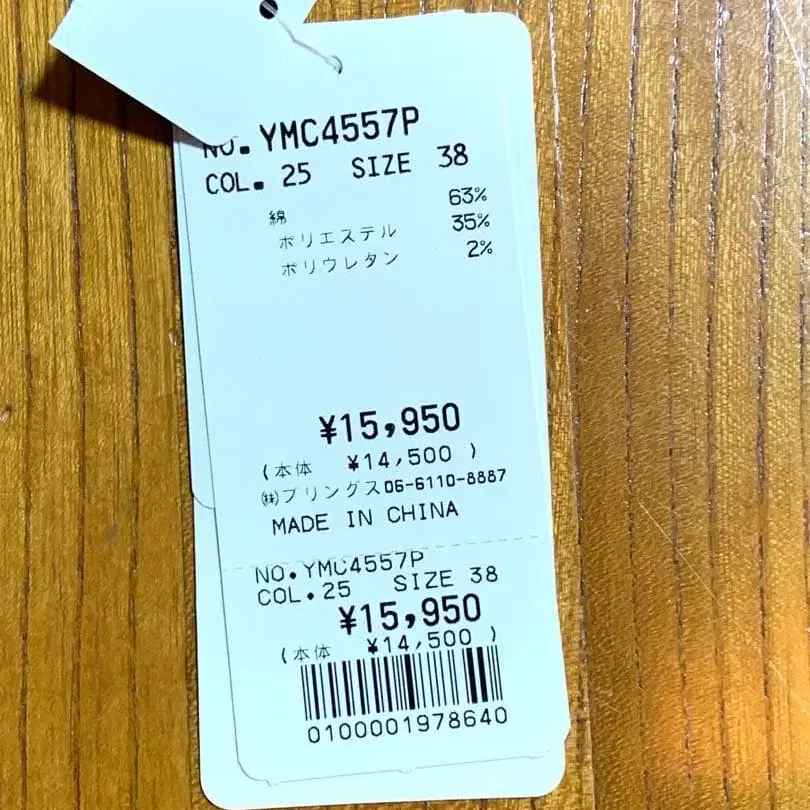 NO.YMC4557P
COL. 25 SIZE 38
綿 63%
ポリエステル 35%
ポリウレタン 2%
¥15,950
(本体 ¥14,500 )
㈱ブリングス06-6110-8887
MADE IN CHINA
NO.YMC4557P
COL.25 SIZE 38
¥15,950
(本体 ¥14,500 )
0100001978640